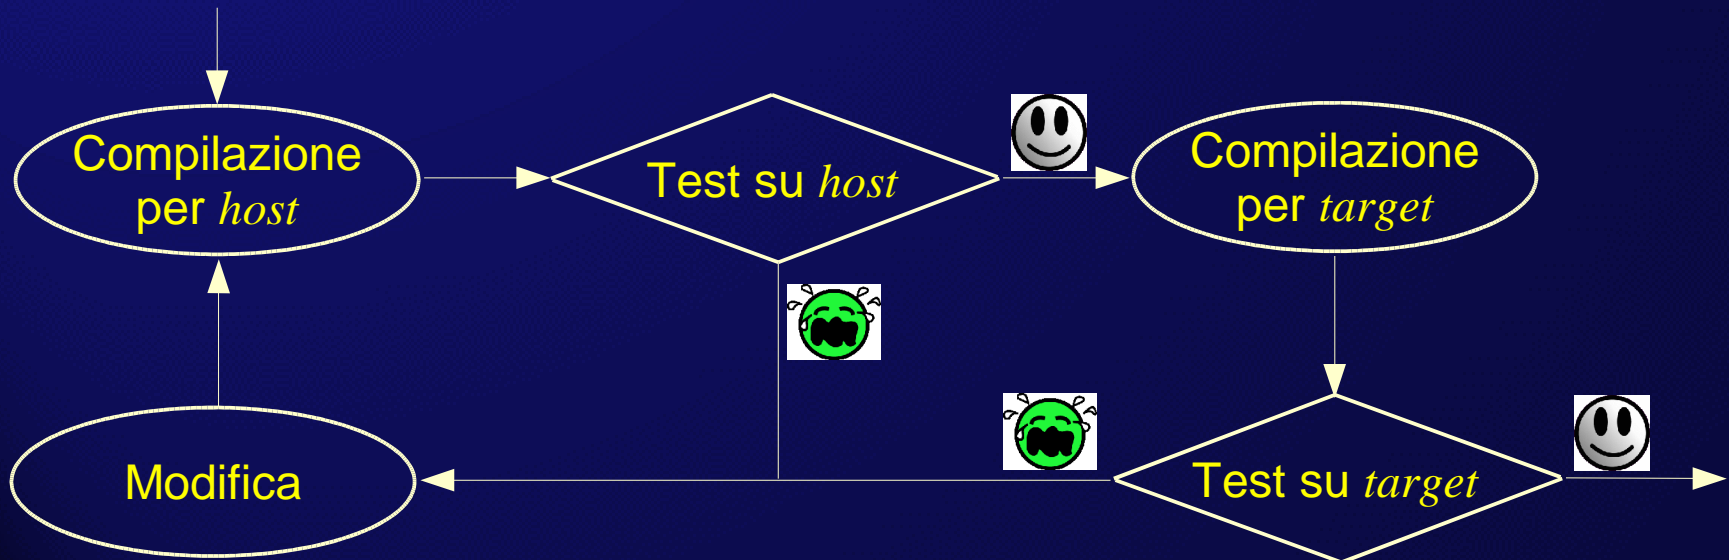 Compilazione
per host
Test su host
Compilazione
per target
Modifica
Test su target